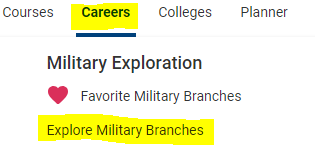 Courses Careers Colleges Planner
Military Exploration
Favorite Military Branches
Explore Military Branches